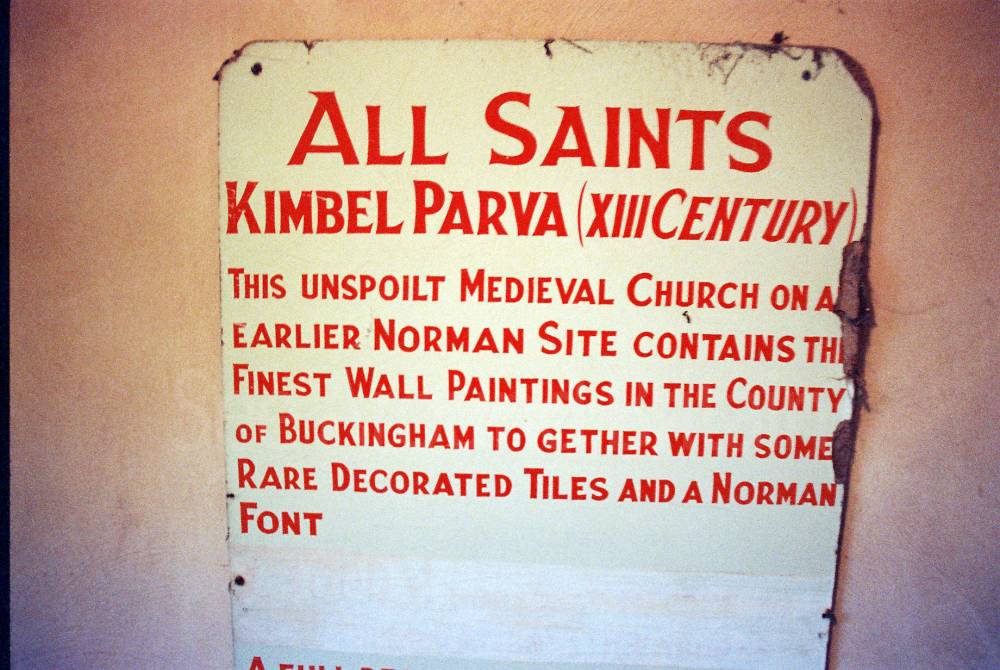 ALL SAINTS
KIMBEL PARVA (XIII CENTURY)
THIS UNSPOILT MEDIEVAL CHURCH ON A
EARLIER NORMAN SITE CONTAINS TH
FINEST WALL PAINTINGS IN THE COUNTY
OF BUCKINGHAM TO GETHER WITH SOME
RARE DECORATED TILES AND A NORMAN
FONT
A FULL